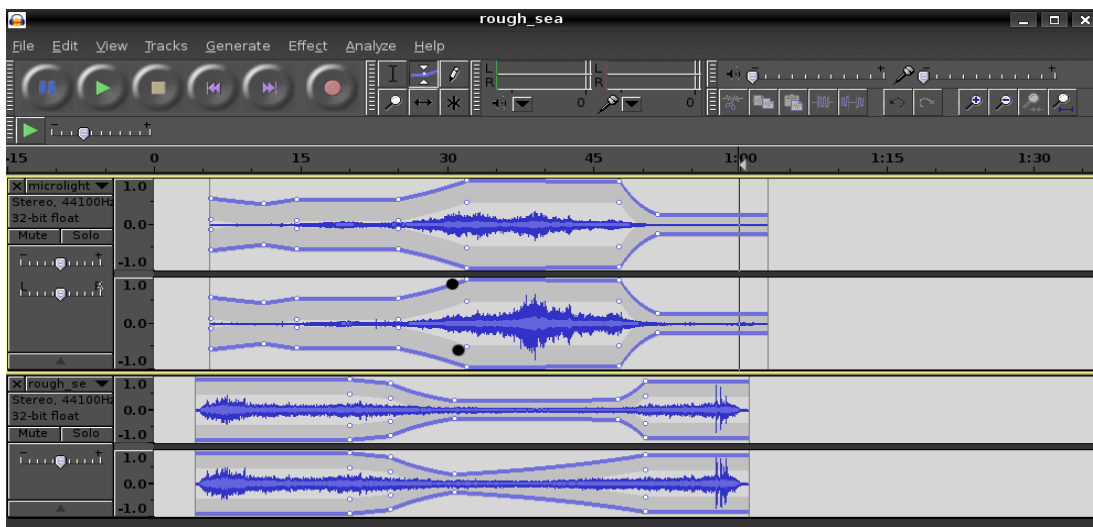 rough_sea
File Edit View Tracks Generate Effect Analyze Help
L
R
L
R
0
0
-15 0 15 30 45 1:00 1:15 1:30
microlight
Stereo, 44100Hz
32-bit float
Mute Solo
L R
1.0
0.0
-1.0
1.0
0.0
-1.0
rough_se
Stereo, 44100Hz
32-bit float
Mute Solo
1.0
0.0
-1.0
1.0
0.0
-1.0